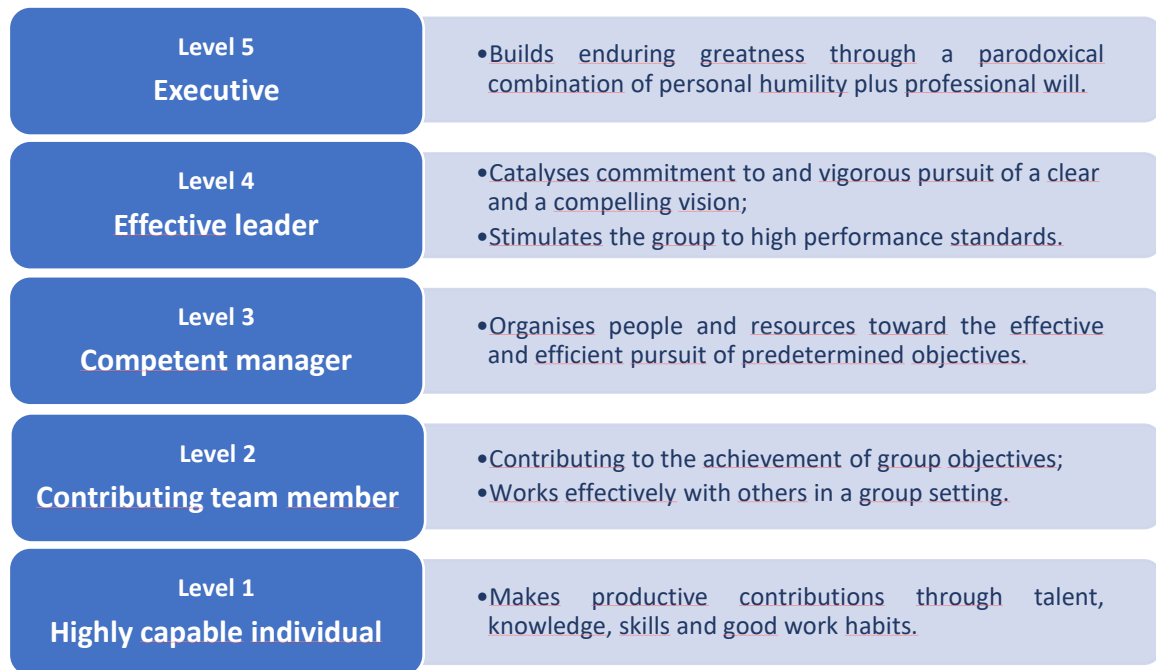 Level 5
Executive
•Builds enduring greatness through a parodoxical
combination of personal humility plus professional will.
Level 4
Effective leader
•Catalyses commitment to and vigorous pursuit of a clear
and a compelling vision;
•Stimulates the group to high performance standards.
Level 3
Competent manager
•Organises people and resources toward the effective
and efficient pursuit of predetermined objectives.
Level 2
Contributing team member
•Contributing to the achievement of group objectives;
•Works effectively with others in a group setting.
Level 1
Highly capable individual
•Makes productive contributions through talent,
knowledge, skills and good work habits.